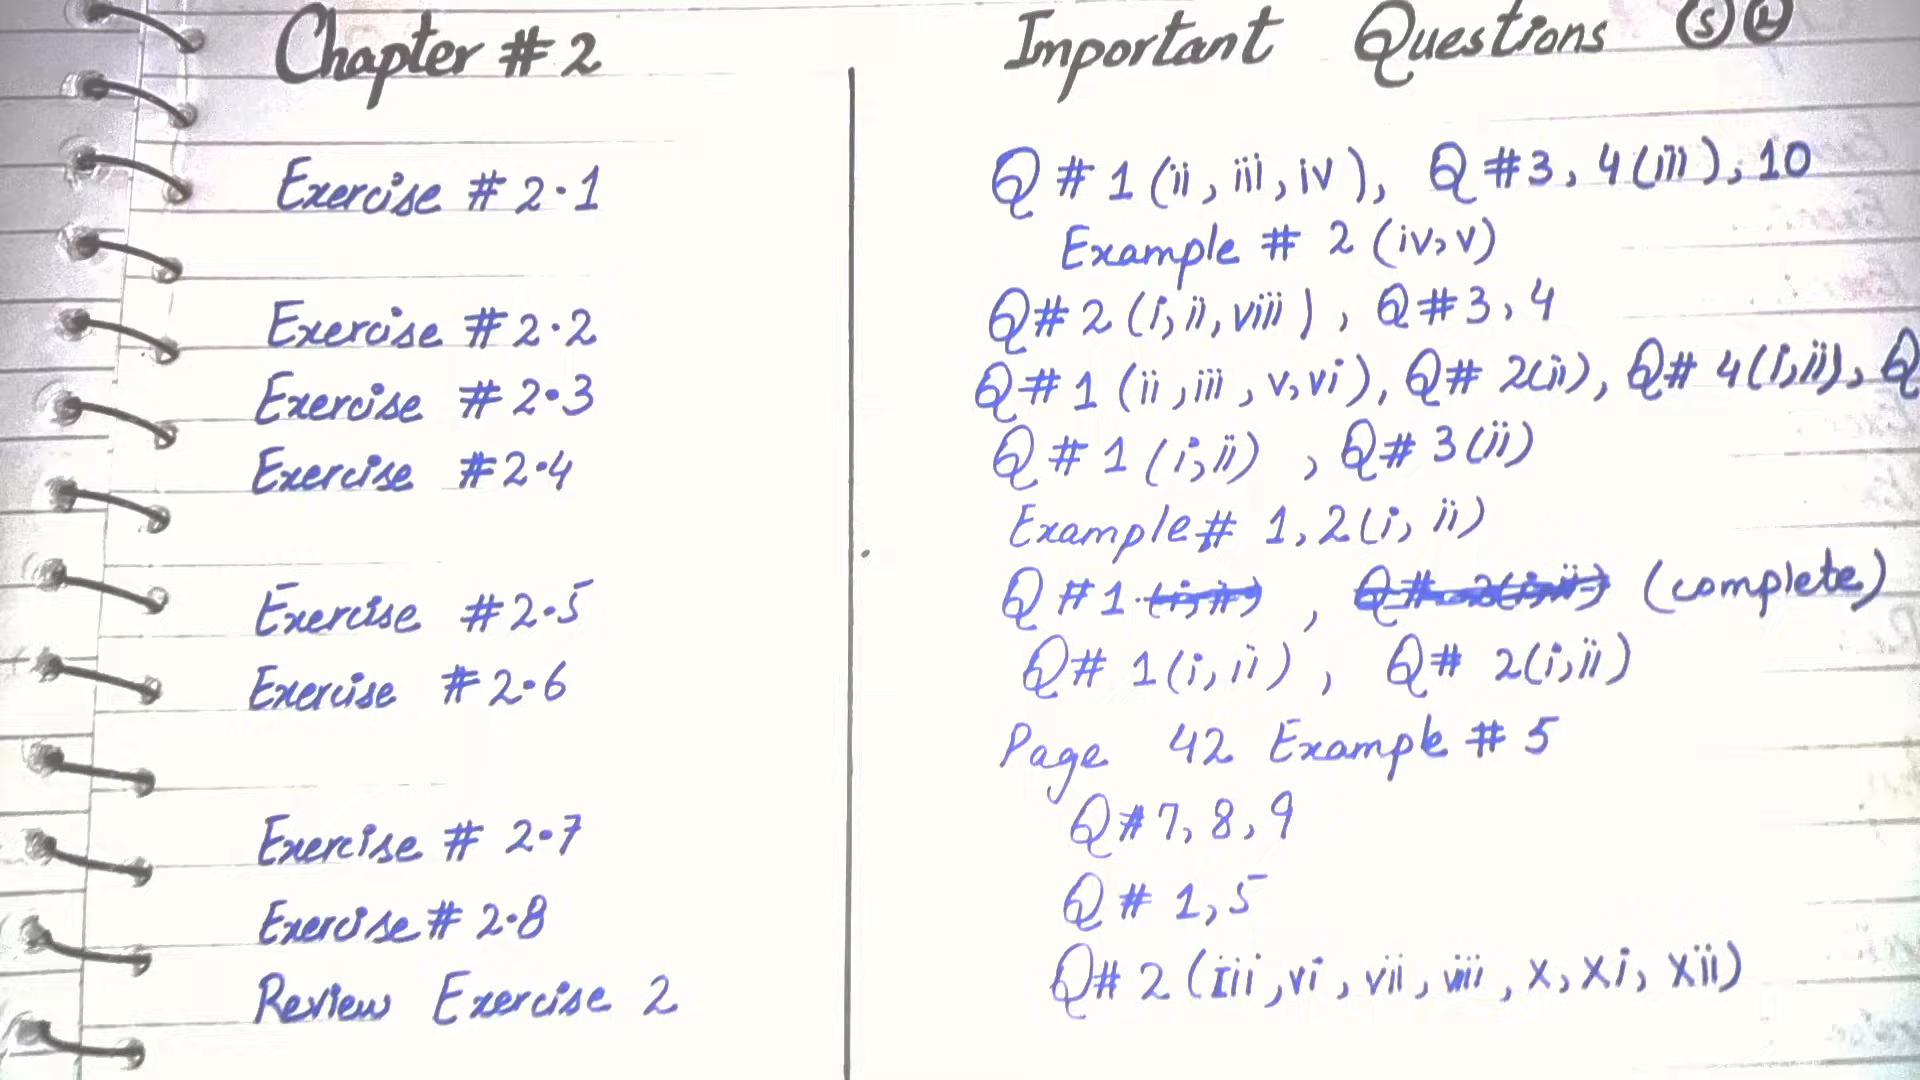 Chapter # 2 Important Questions S L
Exercise # 2.1 Q # 1 (ii, iii, iv), Q # 3, 4(iii), 10
Example # 2 (iv, v)
Exercise # 2.2 Q# 2 (i, ii, viii), Q # 3, 4
Exercise # 2.3 Q # 1 (ii, iii, v, vi), Q# 2(ii), Q# 4(i, ii), Q
Exercise # 2.4 Q # 1 (i, ii), Q# 3(ii)
Example # 1, 2(i, ii)
Exercise # 2.5 Q # 1 (i, ii), Q# 2(i, ii) (complete)
Exercise # 2.6 Q# 1(i, ii), Q# 2(i, ii)
Page 42 Example # 5
Exercise # 2.7 Q # 7, 8, 9
Exercise # 2.8 Q # 1, 5
Review Exercise 2 Q# 2 (iii, vi, vii, viii, x, xi, xii)